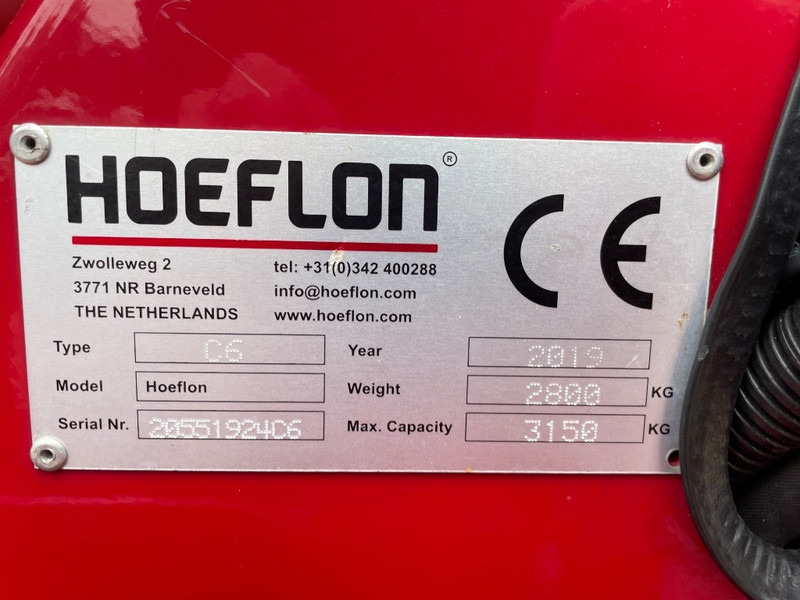 HOEFLON®
CE
Zwolleweg 2 tel: +31(0)342 400288
3771 NR Barneveld info@hoeflon.com
THE NETHERLANDS www.hoeflon.com
Type C6 Year 2019
Model Hoeflon Weight 2800 KG
Serial Nr. 20551924C6 Max. Capacity 3150 KG